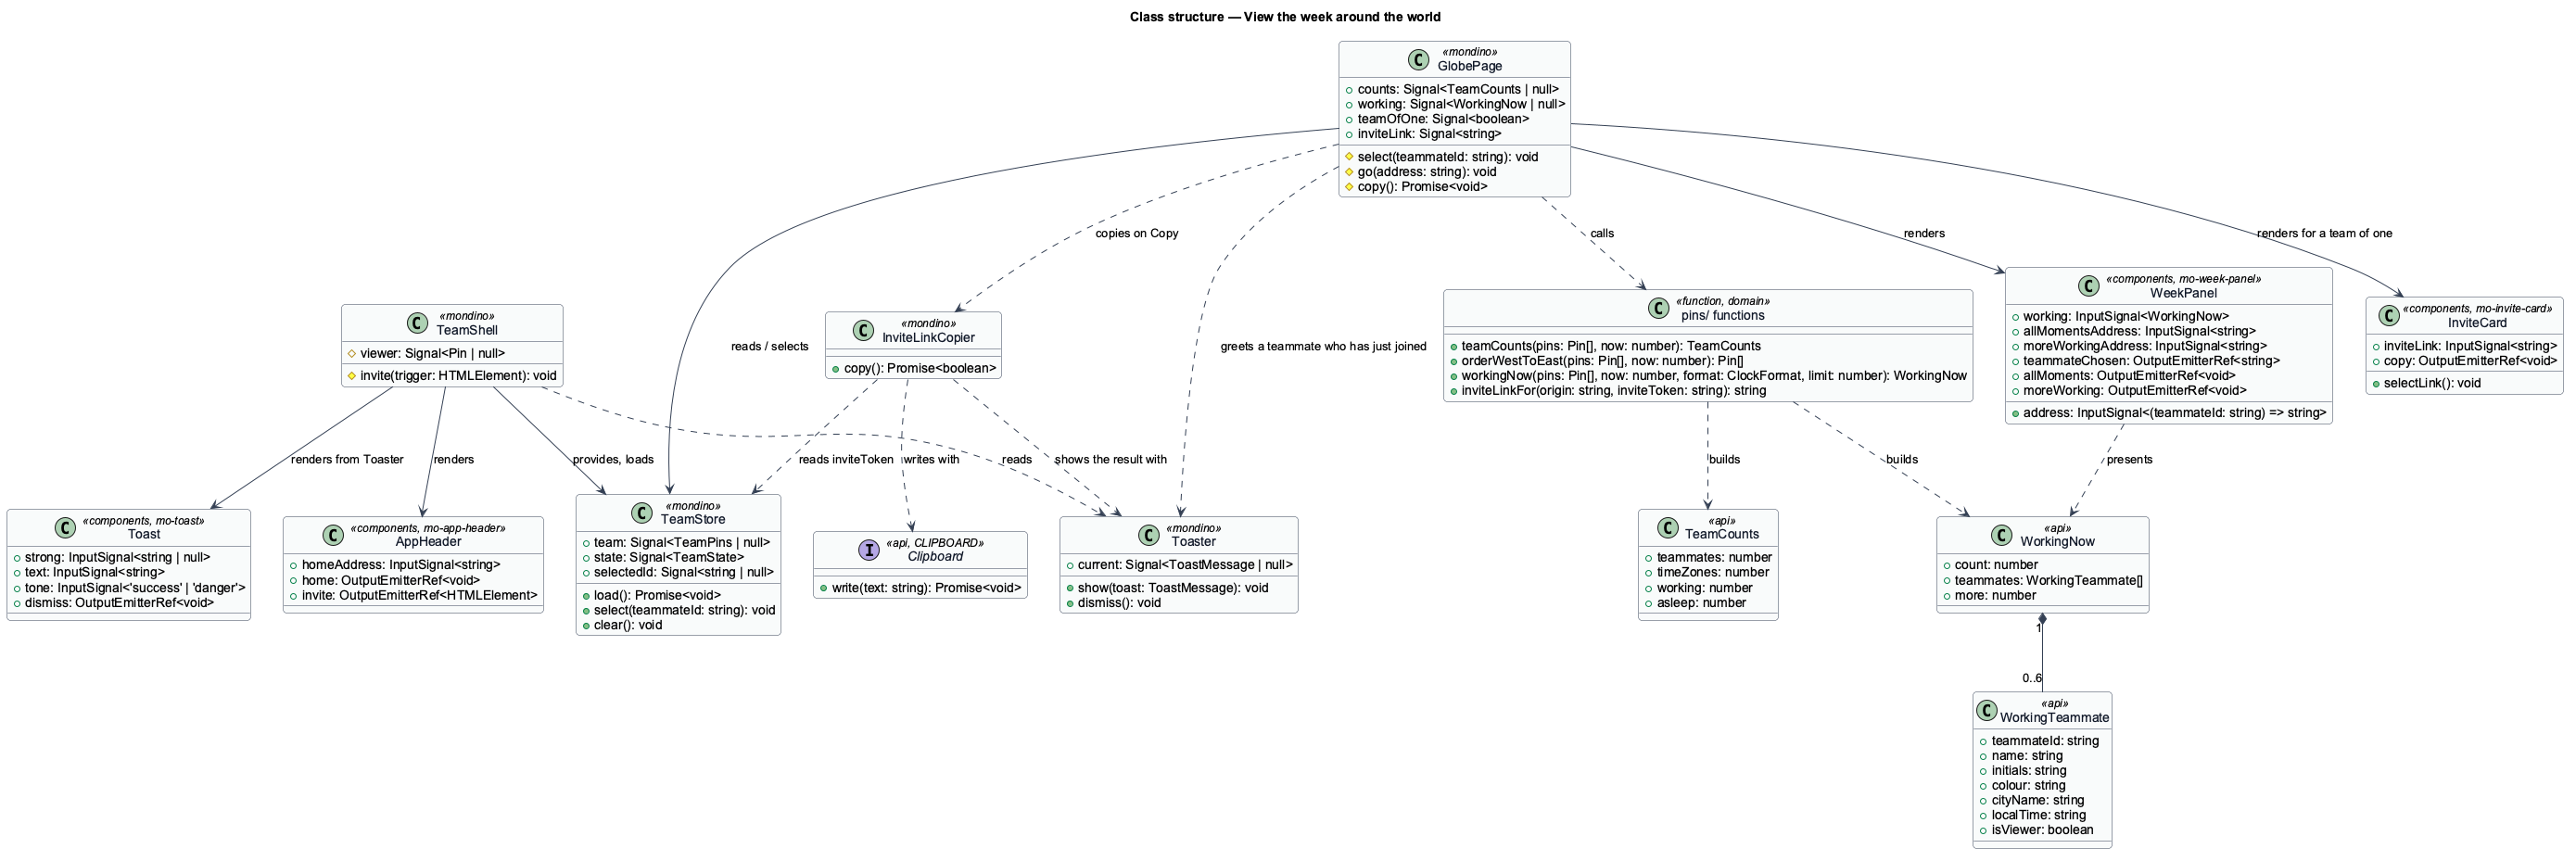 Class structure — View the week around the world
«mondino»
GlobePage
counts: Signal<TeamCounts | null>
working: Signal<WorkingNow | null>
teamOfOne: Signal<boolean>
inviteLink: Signal<string>
select(teammateId: string): void
go(address: string): void
copy(): Promise<void>
copies on Copy
calls
renders
renders for a team of one
reads / selects
greets a teammate who has just joined
«mondino»
TeamShell
viewer: Signal<Pin | null>
invite(trigger: HTMLElement): void
«mondino»
InviteLinkCopier
copy(): Promise<boolean>
«function, domain»
pins/ functions
teamCounts(pins: Pin[], now: number): TeamCounts
orderWestToEast(pins: Pin[], now: number): Pin[]
workingNow(pins: Pin[], now: number, format: ClockFormat, limit: number): WorkingNow
inviteLinkFor(origin: string, inviteToken: string): string
«components, mo-week-panel»
WeekPanel
working: InputSignal<WorkingNow>
allMomentsAddress: InputSignal<string>
moreWorkingAddress: InputSignal<string>
teammateChosen: OutputEmitterRef<string>
allMoments: OutputEmitterRef<void>
moreWorking: OutputEmitterRef<void>
address: InputSignal<(teammateId: string) => string>
«components, mo-invite-card»
InviteCard
inviteLink: InputSignal<string>
copy: OutputEmitterRef<void>
selectLink(): void
renders from Toaster
renders
provides, loads
reads inviteToken
writes with
reads
shows the result with
builds
builds
presents
«components, mo-toast»
Toast
strong: InputSignal<string | null>
text: InputSignal<string>
tone: InputSignal<'success' | 'danger'>
dismiss: OutputEmitterRef<void>
«components, mo-app-header»
AppHeader
homeAddress: InputSignal<string>
home: OutputEmitterRef<void>
invite: OutputEmitterRef<HTMLElement>
«mondino»
TeamStore
team: Signal<TeamPins | null>
state: Signal<TeamState>
selectedId: Signal<string | null>
load(): Promise<void>
select(teammateId: string): void
clear(): void
«api, CLIPBOARD»
Clipboard
write(text: string): Promise<void>
«mondino»
Toaster
current: Signal<ToastMessage | null>
show(toast: ToastMessage): void
dismiss(): void
«api»
TeamCounts
teammates: number
timeZones: number
working: number
asleep: number
«api»
WorkingNow
count: number
teammates: WorkingTeammate[]
more: number
1
0..6
«api»
WorkingTeammate
teammateId: string
name: string
initials: string
colour: string
cityName: string
localTime: string
isViewer: boolean